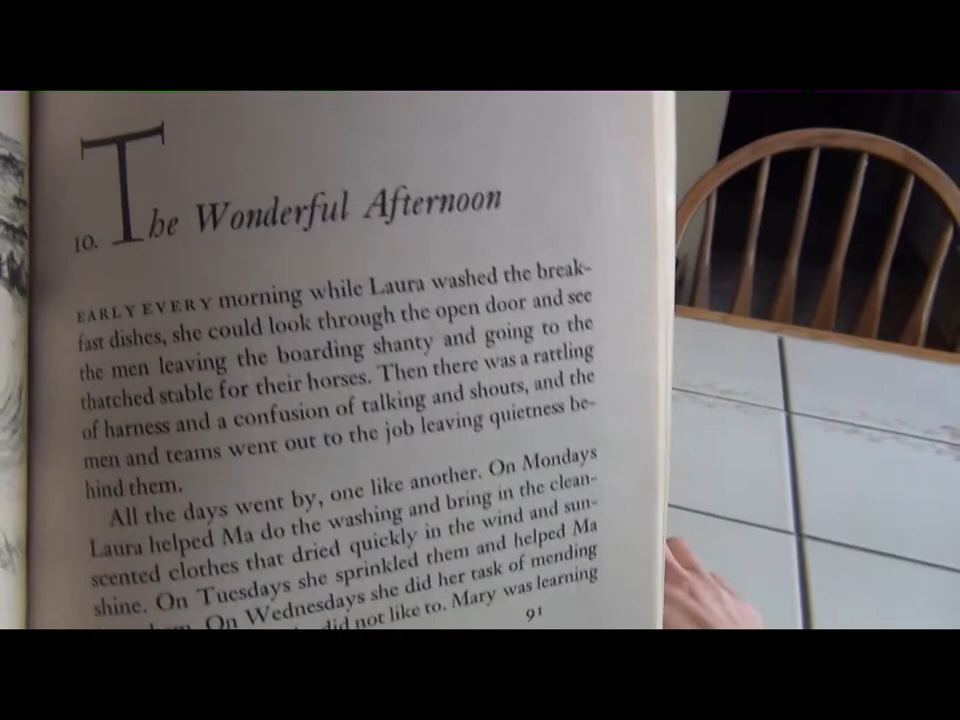 10. The Wonderful Afternoon
EARLY EVERY morning while Laura washed the break-
fast dishes, she could look through the open door and see
the men leaving the boarding shanty and going to the
thatched stable for their horses. Then there was a rattling
of harness and a confusion of talking and shouts, and the
men and teams went out to the job leaving quietness be-
hind them.
All the days went by, one like another. On Mondays
Laura helped Ma do the washing and bring in the clean-
scented clothes that dried quickly in the wind and sun-
shine. On Tuesdays she sprinkled them and helped Ma
On Wednesdays she did her task of mending
did not like to. Mary was learning
91